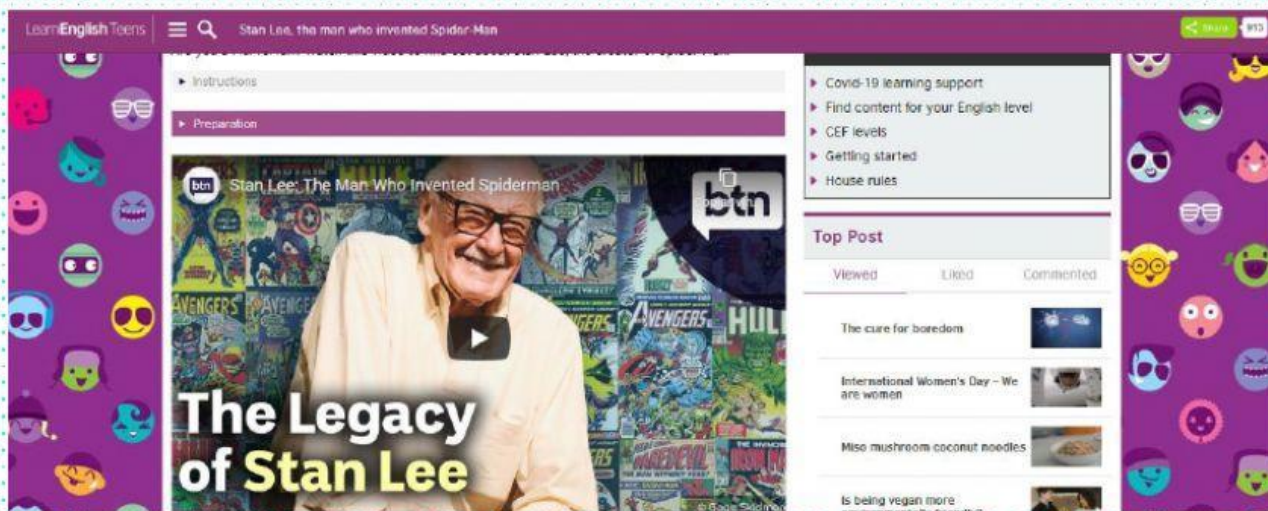 LearnEnglish Teens
Stan Lee, the man who invented Spider-Man
Share
913
Instructions
Preparation
btn
Stan Lee: The Man Who Invented Spiderman
btn
AVENGERS
AVENGERS
HUL
The Legacy
of Stan Lee
Covid-19 learning support
Find content for your English level
CEF levels
Getting started
House rules
Top Post
Viewed
Liked
Commented
The cure for boredom
International Women's Day – We
are women
Miso mushroom coconut noodles
Is being vegan more